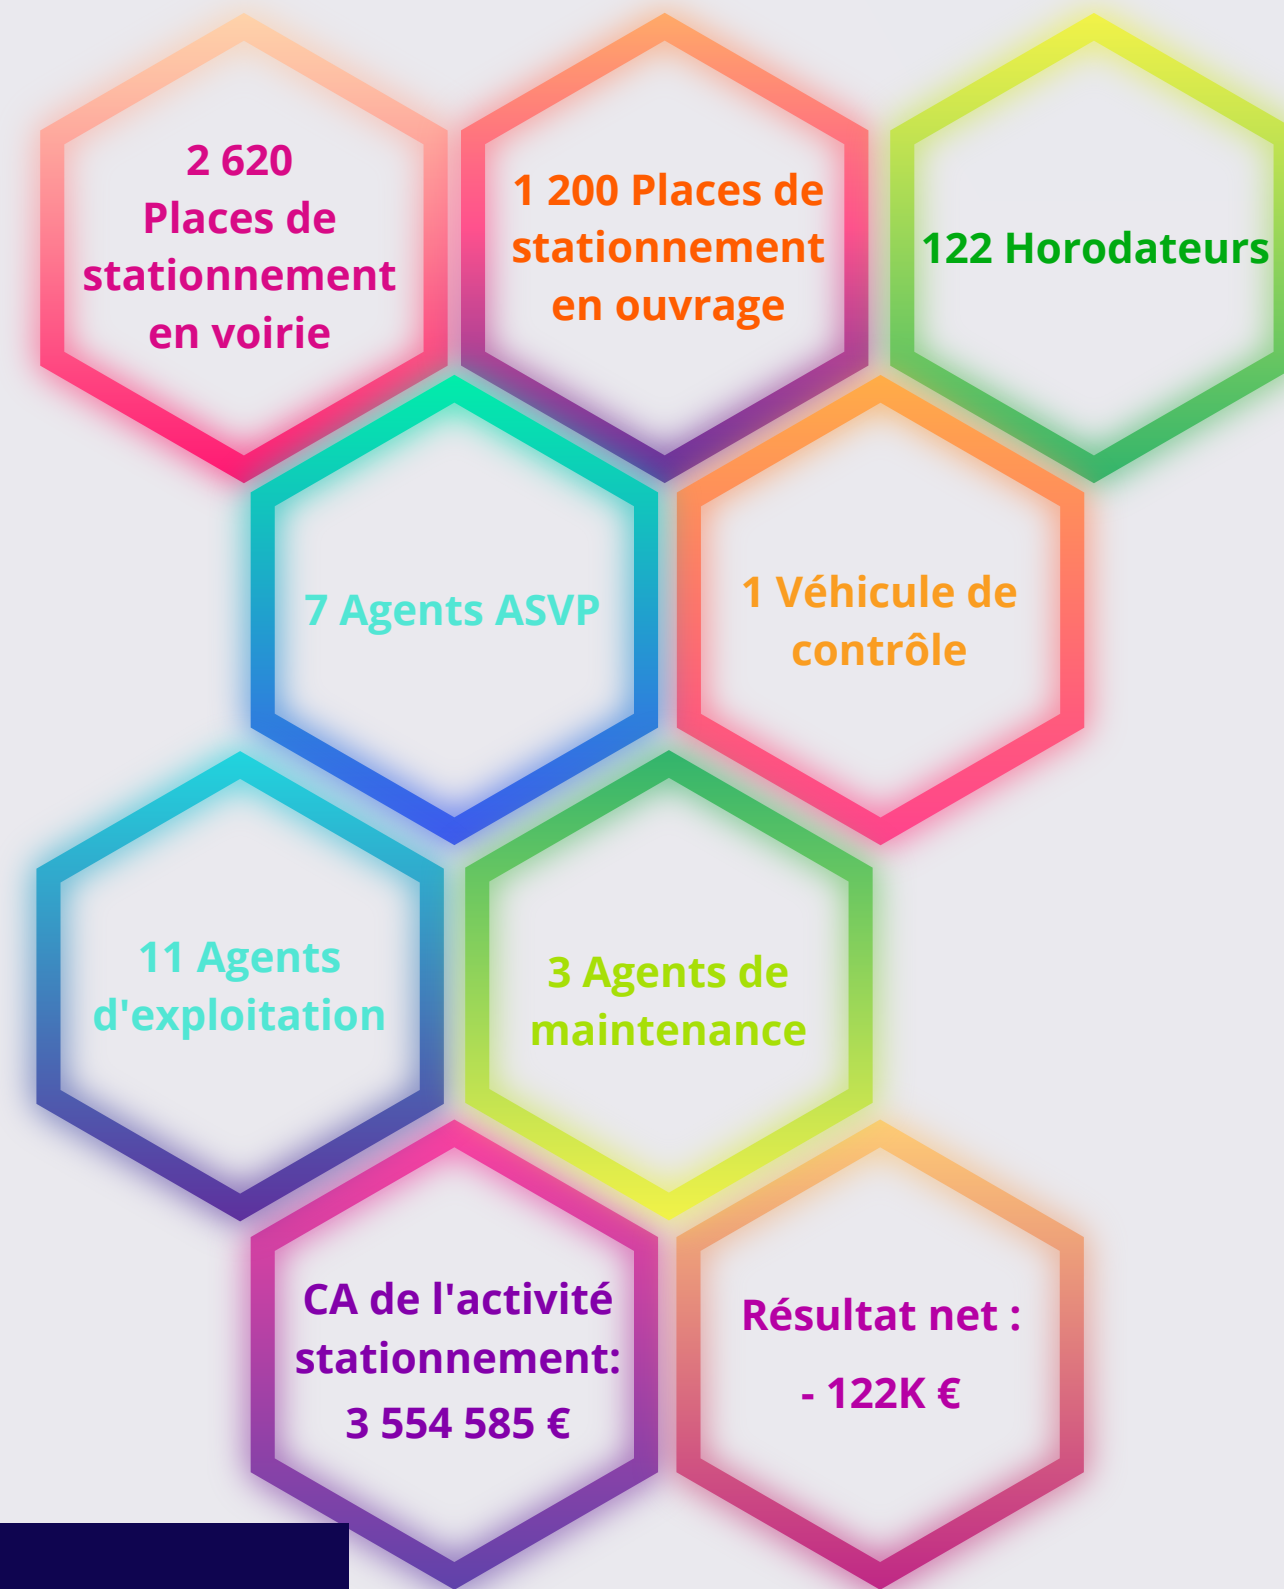 2 620
Places de
stationnement
en voirie
1 200 Places de
stationnement
en ouvrage
122 Horodateurs
7 Agents ASVP
1 Véhicule de
contrôle
11 Agents
d'exploitation
3 Agents de
maintenance
CA de l'activité
stationnement:
3 554 585 €
Résultat net :
- 122K €